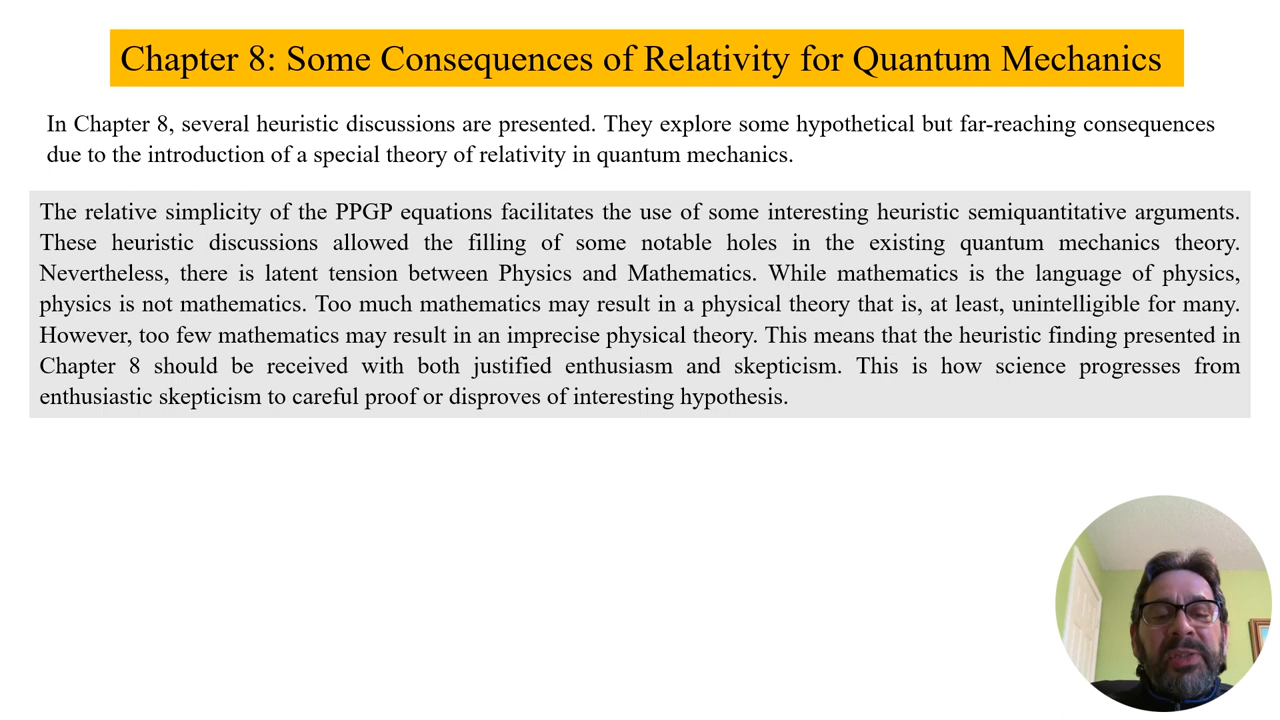 Chapter 8: Some Consequences of Relativity for Quantum Mechanics
In Chapter 8, several heuristic discussions are presented. They explore some hypothetical but far-reaching consequences
due to the introduction of a special theory of relativity in quantum mechanics.
The relative simplicity of the PPGP equations facilitates the use of some interesting heuristic semiquantitative arguments.
These heuristic discussions allowed the filling of some notable holes in the existing quantum mechanics theory.
Nevertheless, there is latent tension between Physics and Mathematics. While mathematics is the language of physics,
physics is not mathematics. Too much mathematics may result in a physical theory that is, at least, unintelligible for many.
However, too few mathematics may result in an imprecise physical theory. This means that the heuristic finding presented in
Chapter 8 should be received with both justified enthusiasm and skepticism. This is how science progresses from
enthusiastic skepticism to careful proof or disproves of interesting hypothesis.